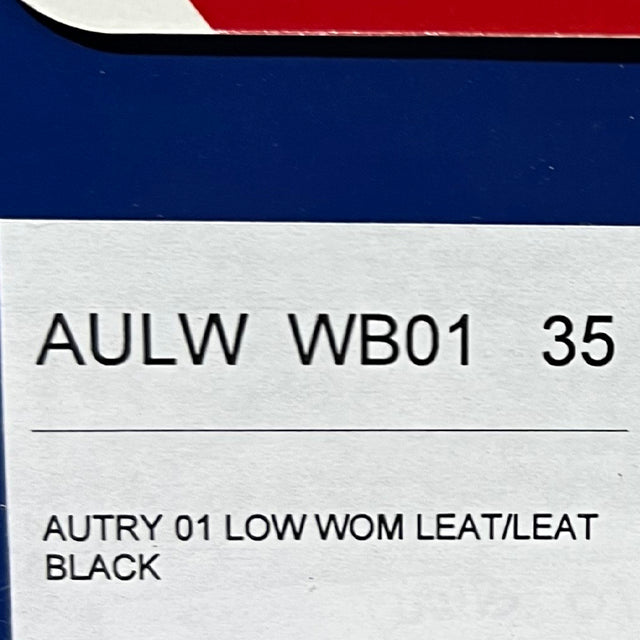 AULW WB01 35
AUTRY 01 LOW WOM LEAT/LEAT
BLACK